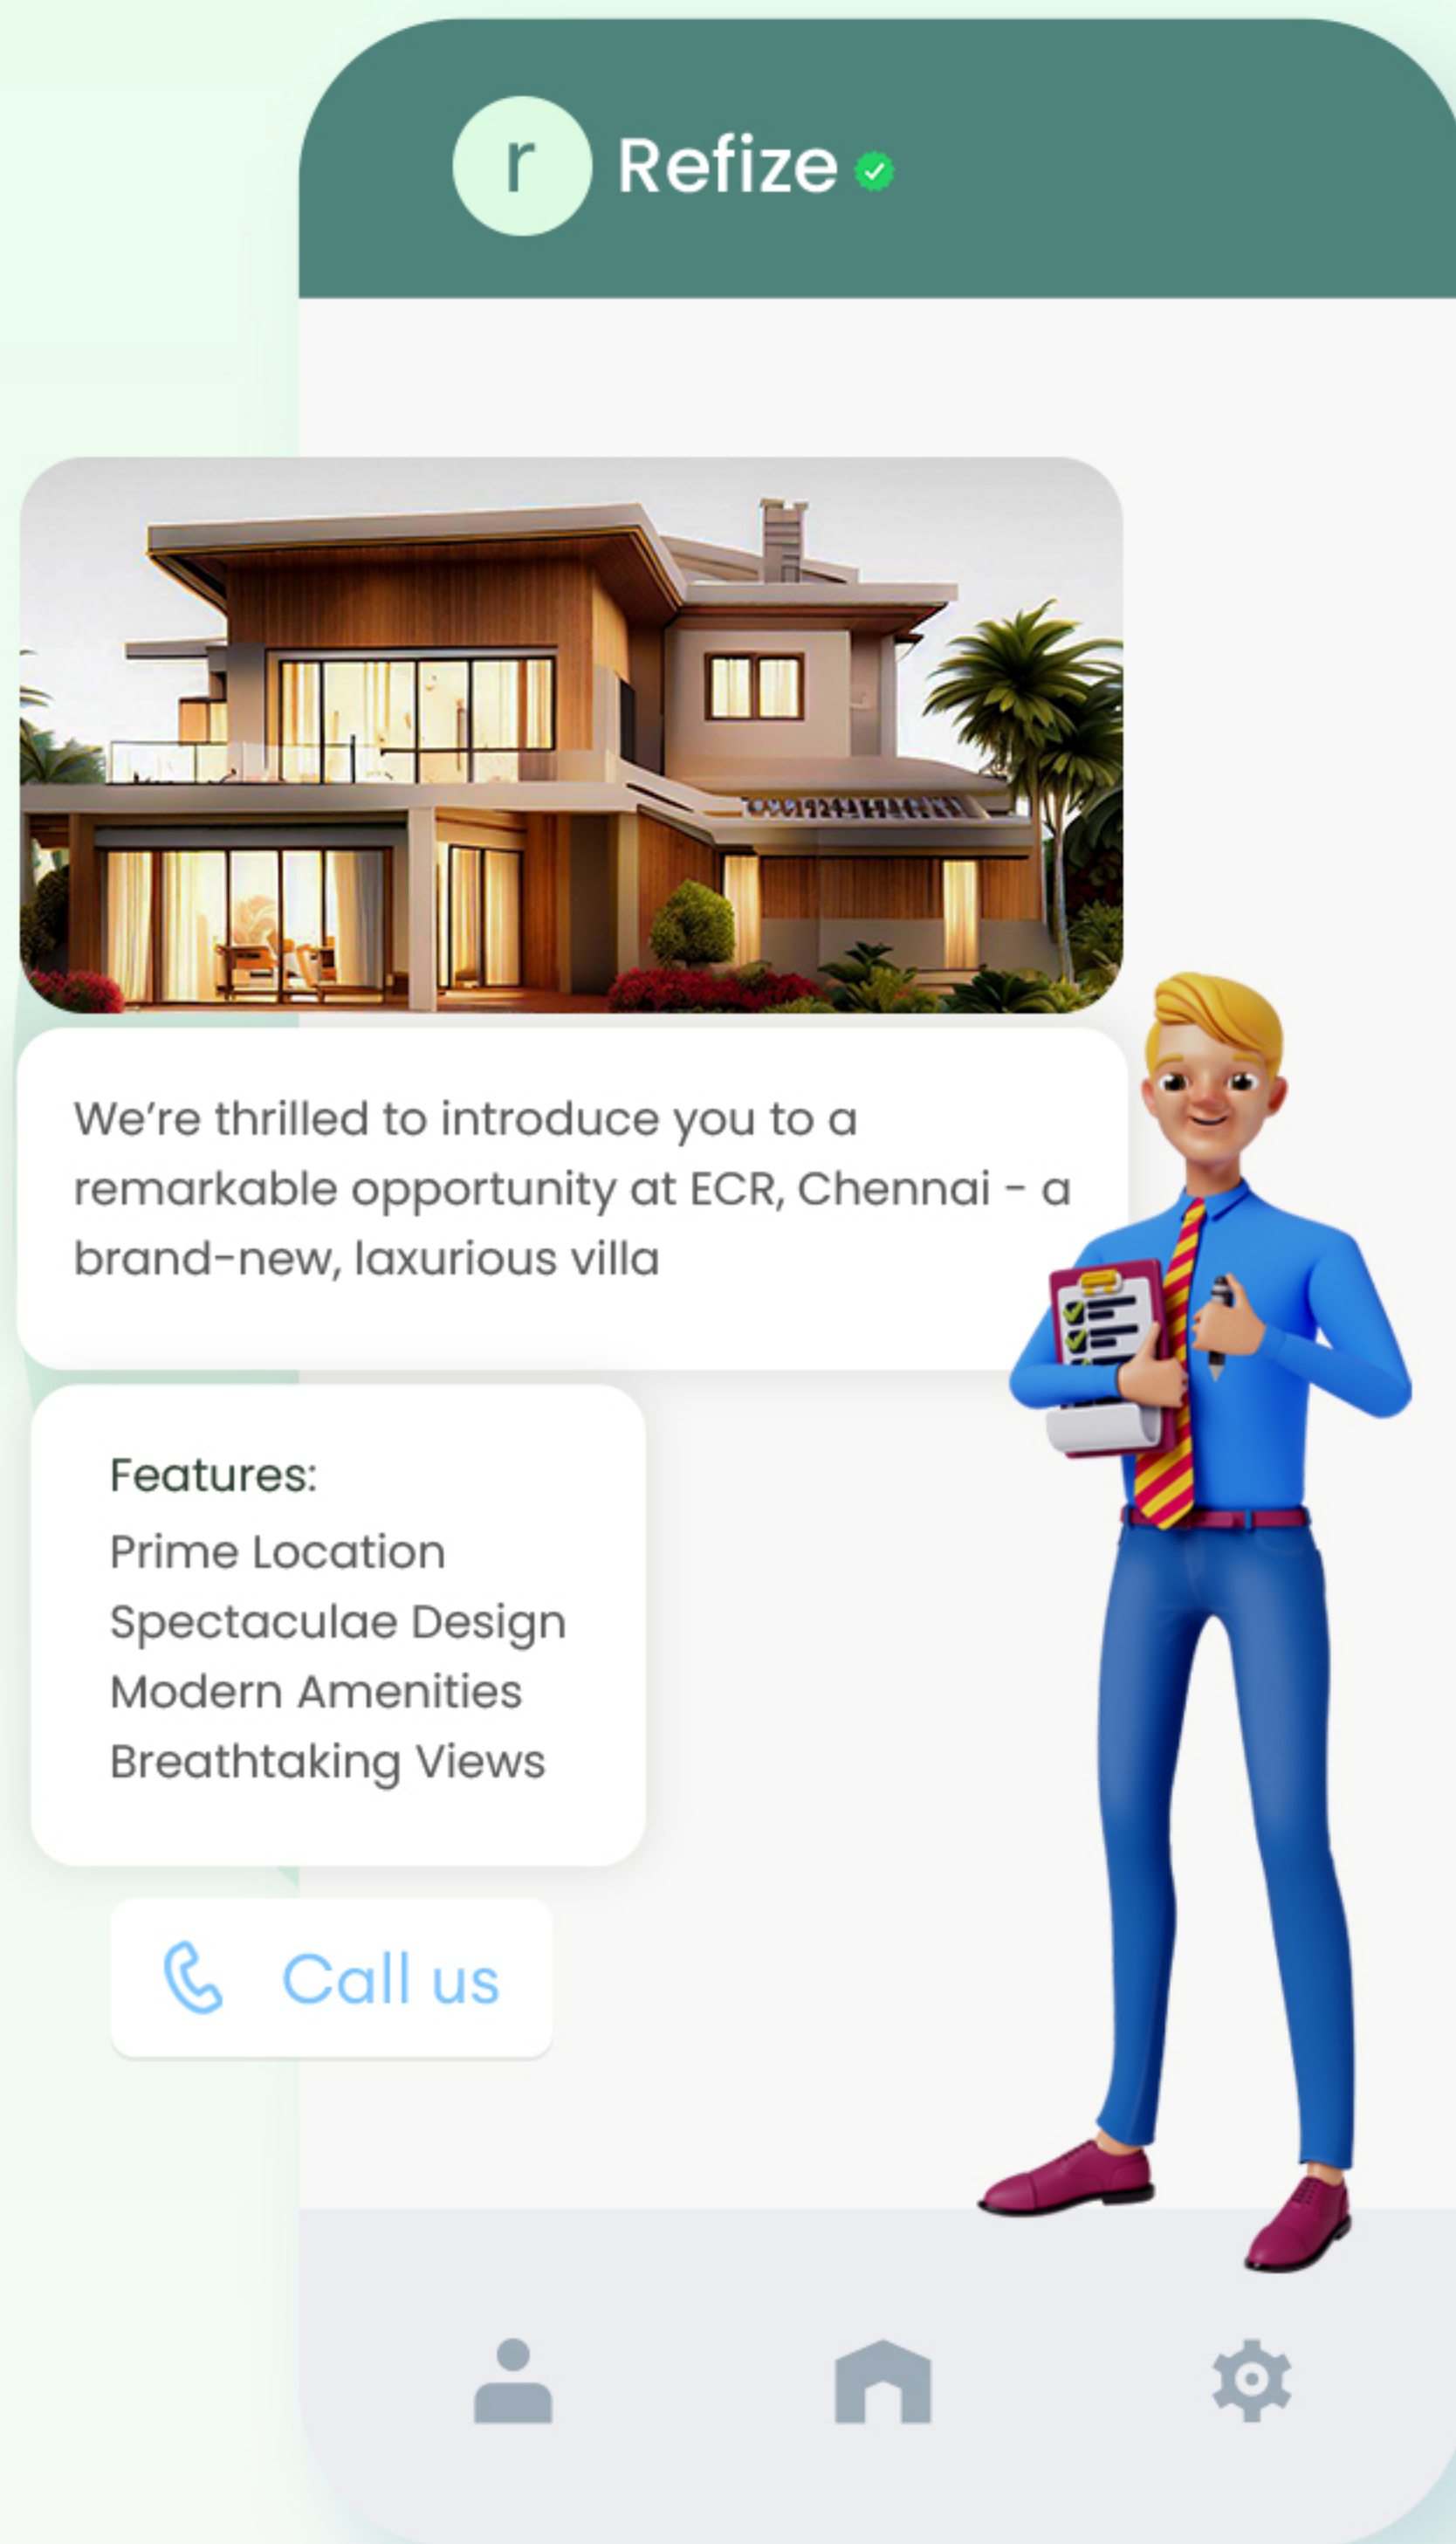 r
Refize
We’re thrilled to introduce you to a
remarkable opportunity at ECR, Chennai - a
brand-new, laxurious villa
Features:
Prime Location
Spectaculae Design
Modern Amenities
Breathtaking Views
Call us